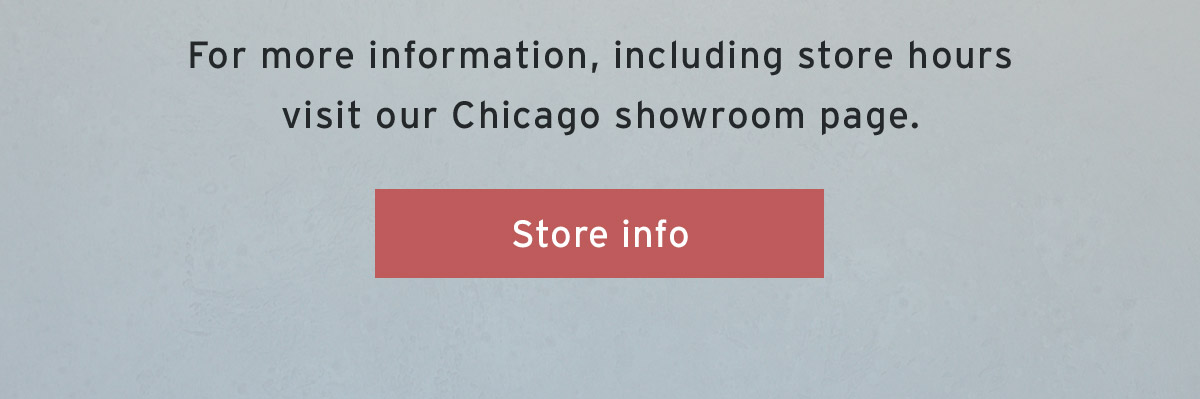 For more information, including store hours
visit our Chicago showroom page.
Store info